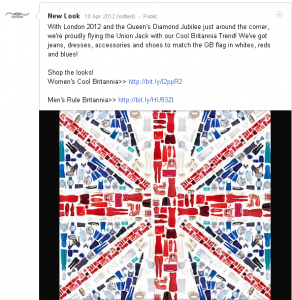 New Look 18 Apr 2012 (edited) - Public
With London 2012 and the Queen's Diamond Jubilee just around the corner,
we're proudly flying the Union Jack with our Cool Britannia Trend! We've got
jeans, dresses, accessories and shoes to match the GB flag in whites, reds
and blues!
Shop the looks!
Women's Cool Britannia>> http://bit.ly/I2ppR2
Men's Rule Britannia>> http://bit.ly/HU93Zt